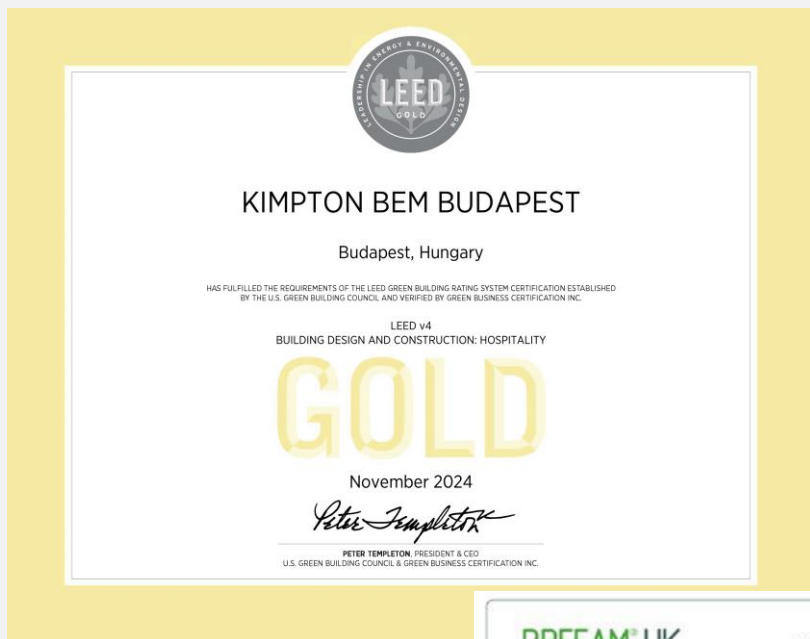 LEADERSHIP IN ENERGY & ENVIRONMENTAL DESIGN
LEED
GOLD
KIMPTON BEM BUDAPEST
Budapest, Hungary
HAS FULFILLED THE REQUIREMENTS OF THE LEED GREEN BUILDING RATING SYSTEM CERTIFICATION ESTABLISHED
BY THE U.S. GREEN BUILDING COUNCIL AND VERIFIED BY GREEN BUSINESS CERTIFICATION INC.
LEED v4
BUILDING DESIGN AND CONSTRUCTION: HOSPITALITY
GOLD
November 2024
Peter Templeton
PETER TEMPLETON, PRESIDENT & CEO
U.S. GREEN BUILDING COUNCIL & GREEN BUSINESS CERTIFICATION INC.
BREEAM® UK